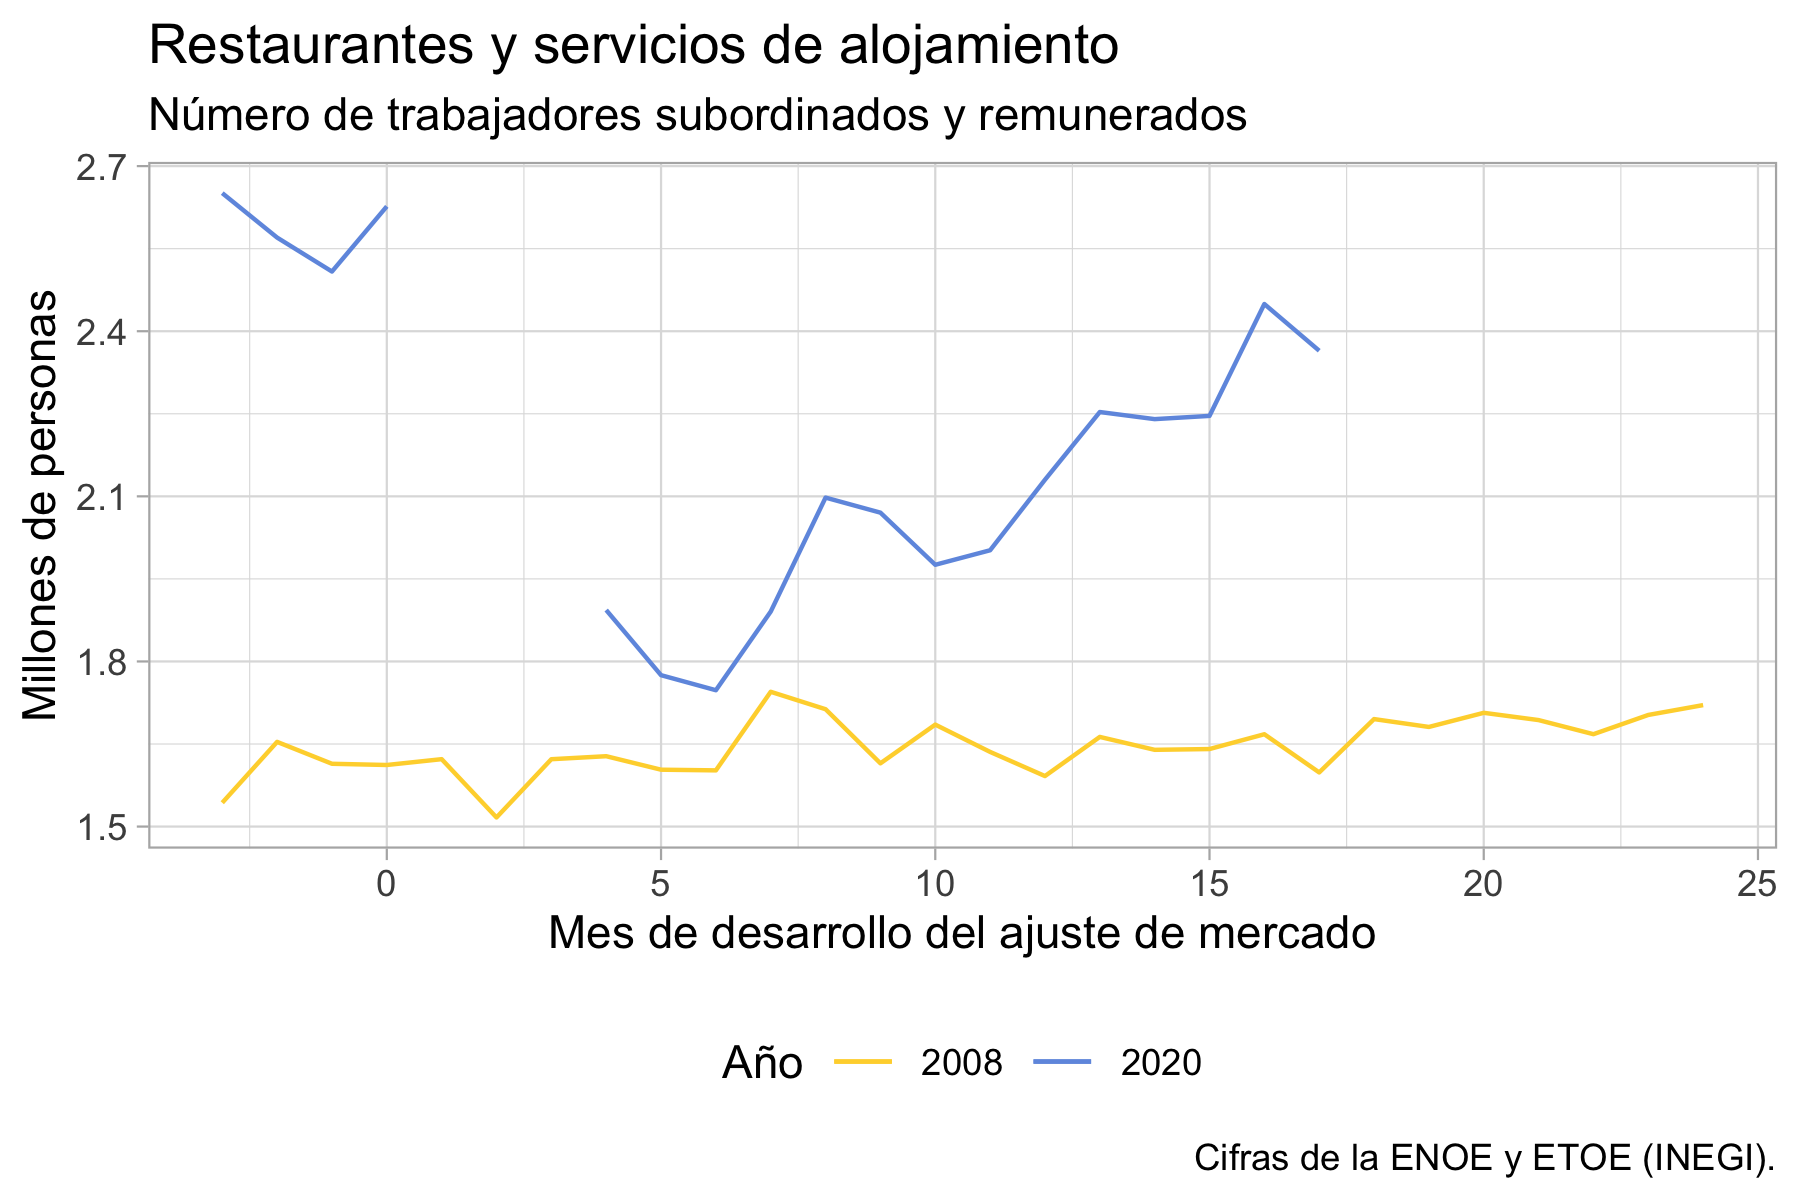 Restaurantes y servicios de alojamiento
Número de trabajadores subordinados y remunerados
Millones de personas
2.7
2.4
2.1
1.8
1.5
0 5 10 15 20 25
Mes de desarrollo del ajuste de mercado
Año 2008 2020
Cifras de la ENOE y ETOE (INEGI).